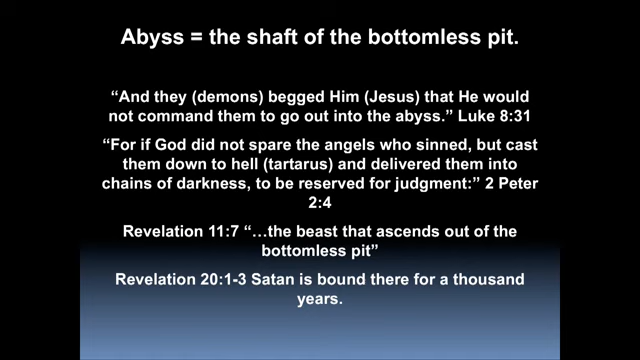 Abyss = the shaft of the bottomless pit.
“And they (demons) begged Him (Jesus) that He would
not command them to go out into the abyss.” Luke 8:31
“For if God did not spare the angels who sinned, but cast
them down to hell (tartarus) and delivered them into
chains of darkness, to be reserved for judgment:” 2 Peter
2:4
Revelation 11:7 “…the beast that ascends out of the
bottomless pit”
Revelation 20:1-3 Satan is bound there for a thousand
years.